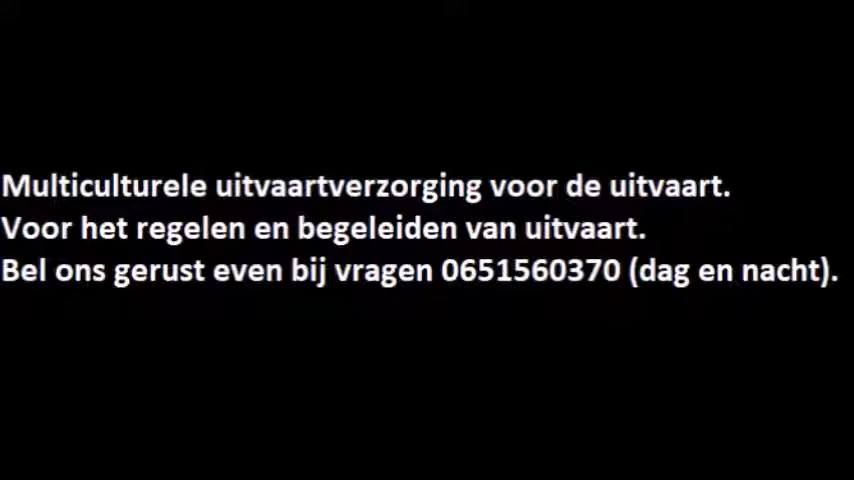 Multiculturele uitvaartverzorging voor de uitvaart.
Voor het regelen en begeleiden van uitvaart.
Bel ons gerust even bij vragen 0651560370 (dag en nacht).